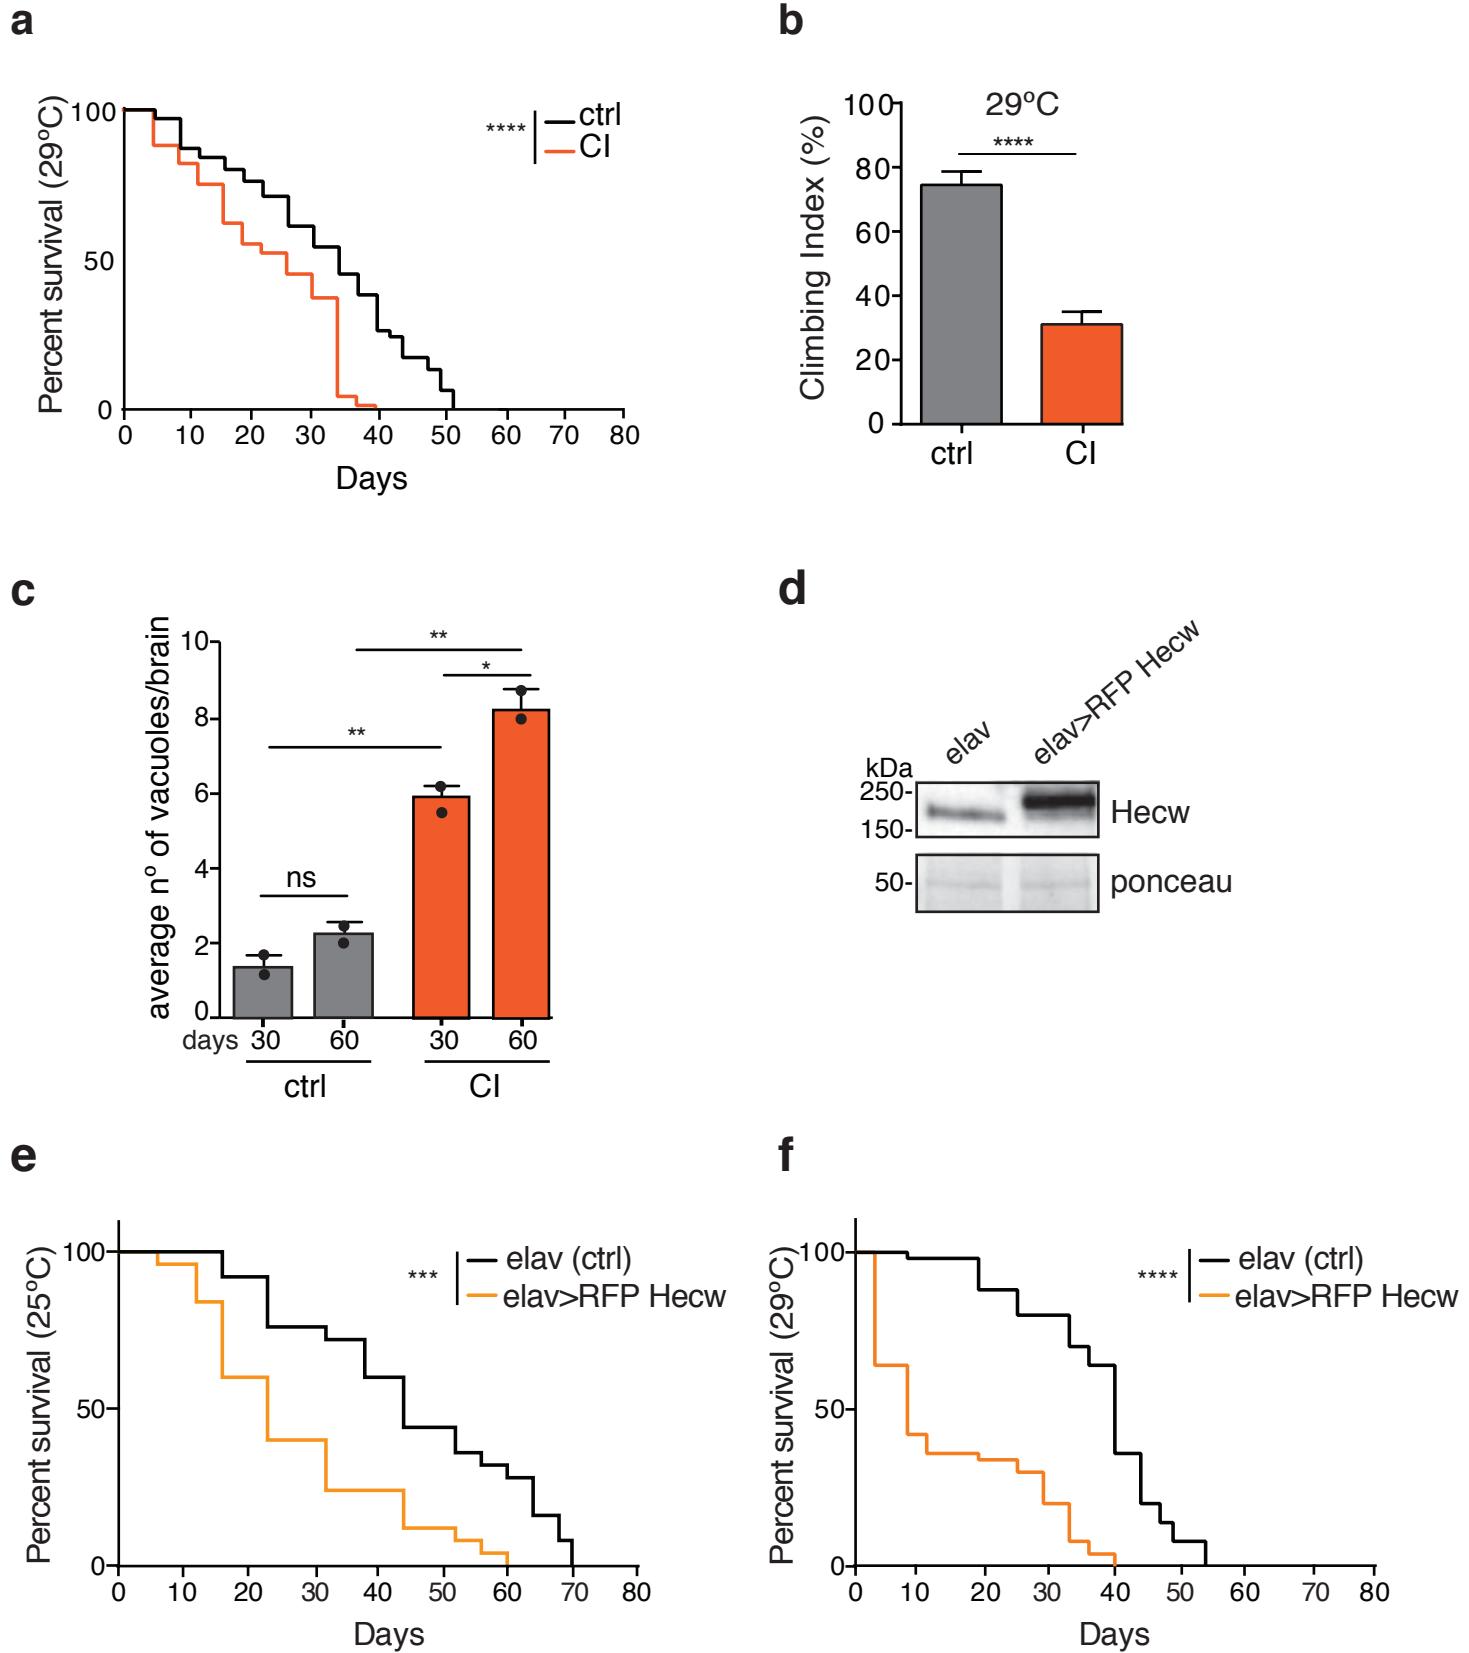 a
Percent survival (29ºC)
100
50
0
0 10 20 30 40 50 60 70 80
Days
**** ctrl
CI
b
Climbing Index (%)
29ºC
****
100
80
60
40
20
0
ctrl CI
c
average nº of vacuoles/brain
10
8
6
4
2
0
**
*
**
ns
days 30 60 30 60
ctrl CI
d
elav elav>RFP Hecw
kDa
250-
150-
Hecw
50-
ponceau
e
Percent survival (25ºC)
100
50
0
0 10 20 30 40 50 60 70 80
Days
*** elav (ctrl)
elav>RFP Hecw
f
Percent survival (29ºC)
100
50
0
0 10 20 30 40 50 60 70 80
Days
**** elav (ctrl)
elav>RFP Hecw